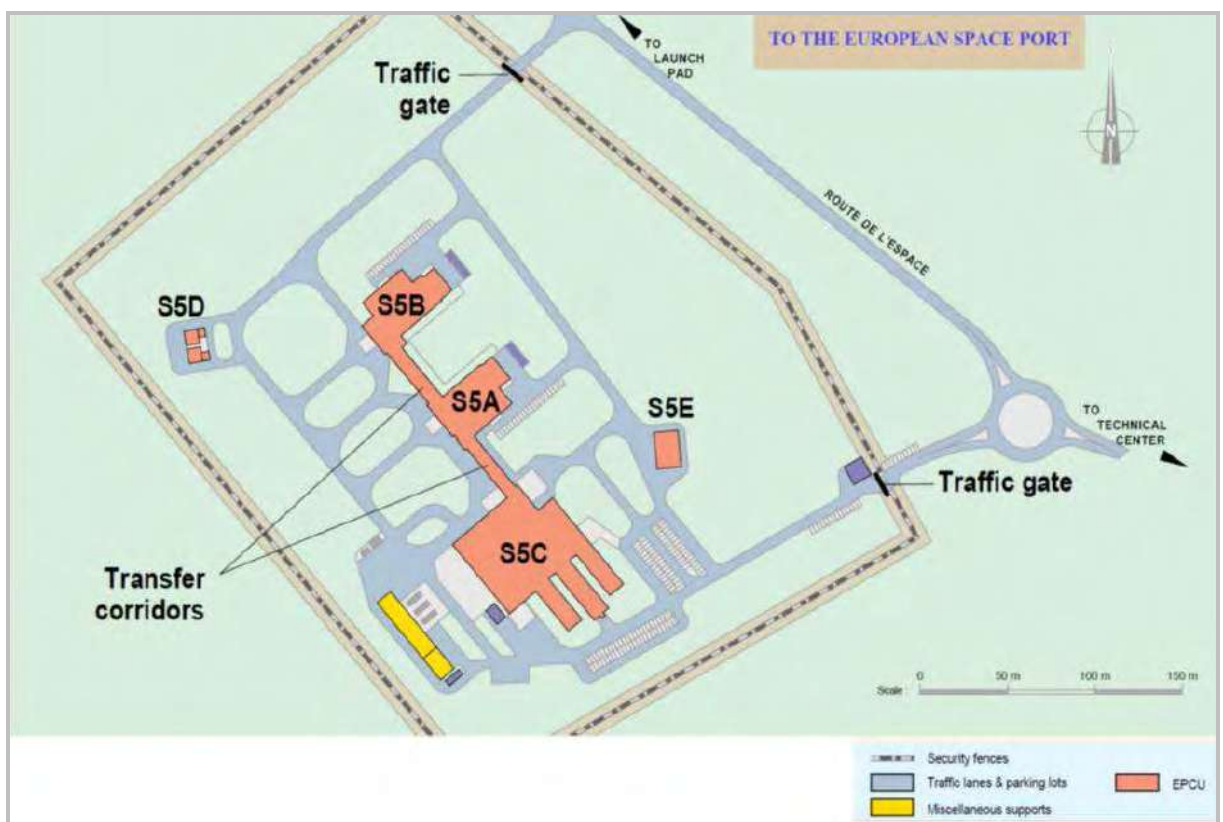 TO THE EUROPEAN SPACE PORT
TO
LAUNCH
PAD
Traffic
gate
N
ROUTE DE L'ESPACE
S5D
S5B
S5A
S5E
TO
TECHNICAL
CENTER
Traffic gate
S5C
Transfer
corridors
0 50 m 100 m 150 m
Scale
Security fences
Traffic lanes & parking lots
EPCU
Miscellaneous supports